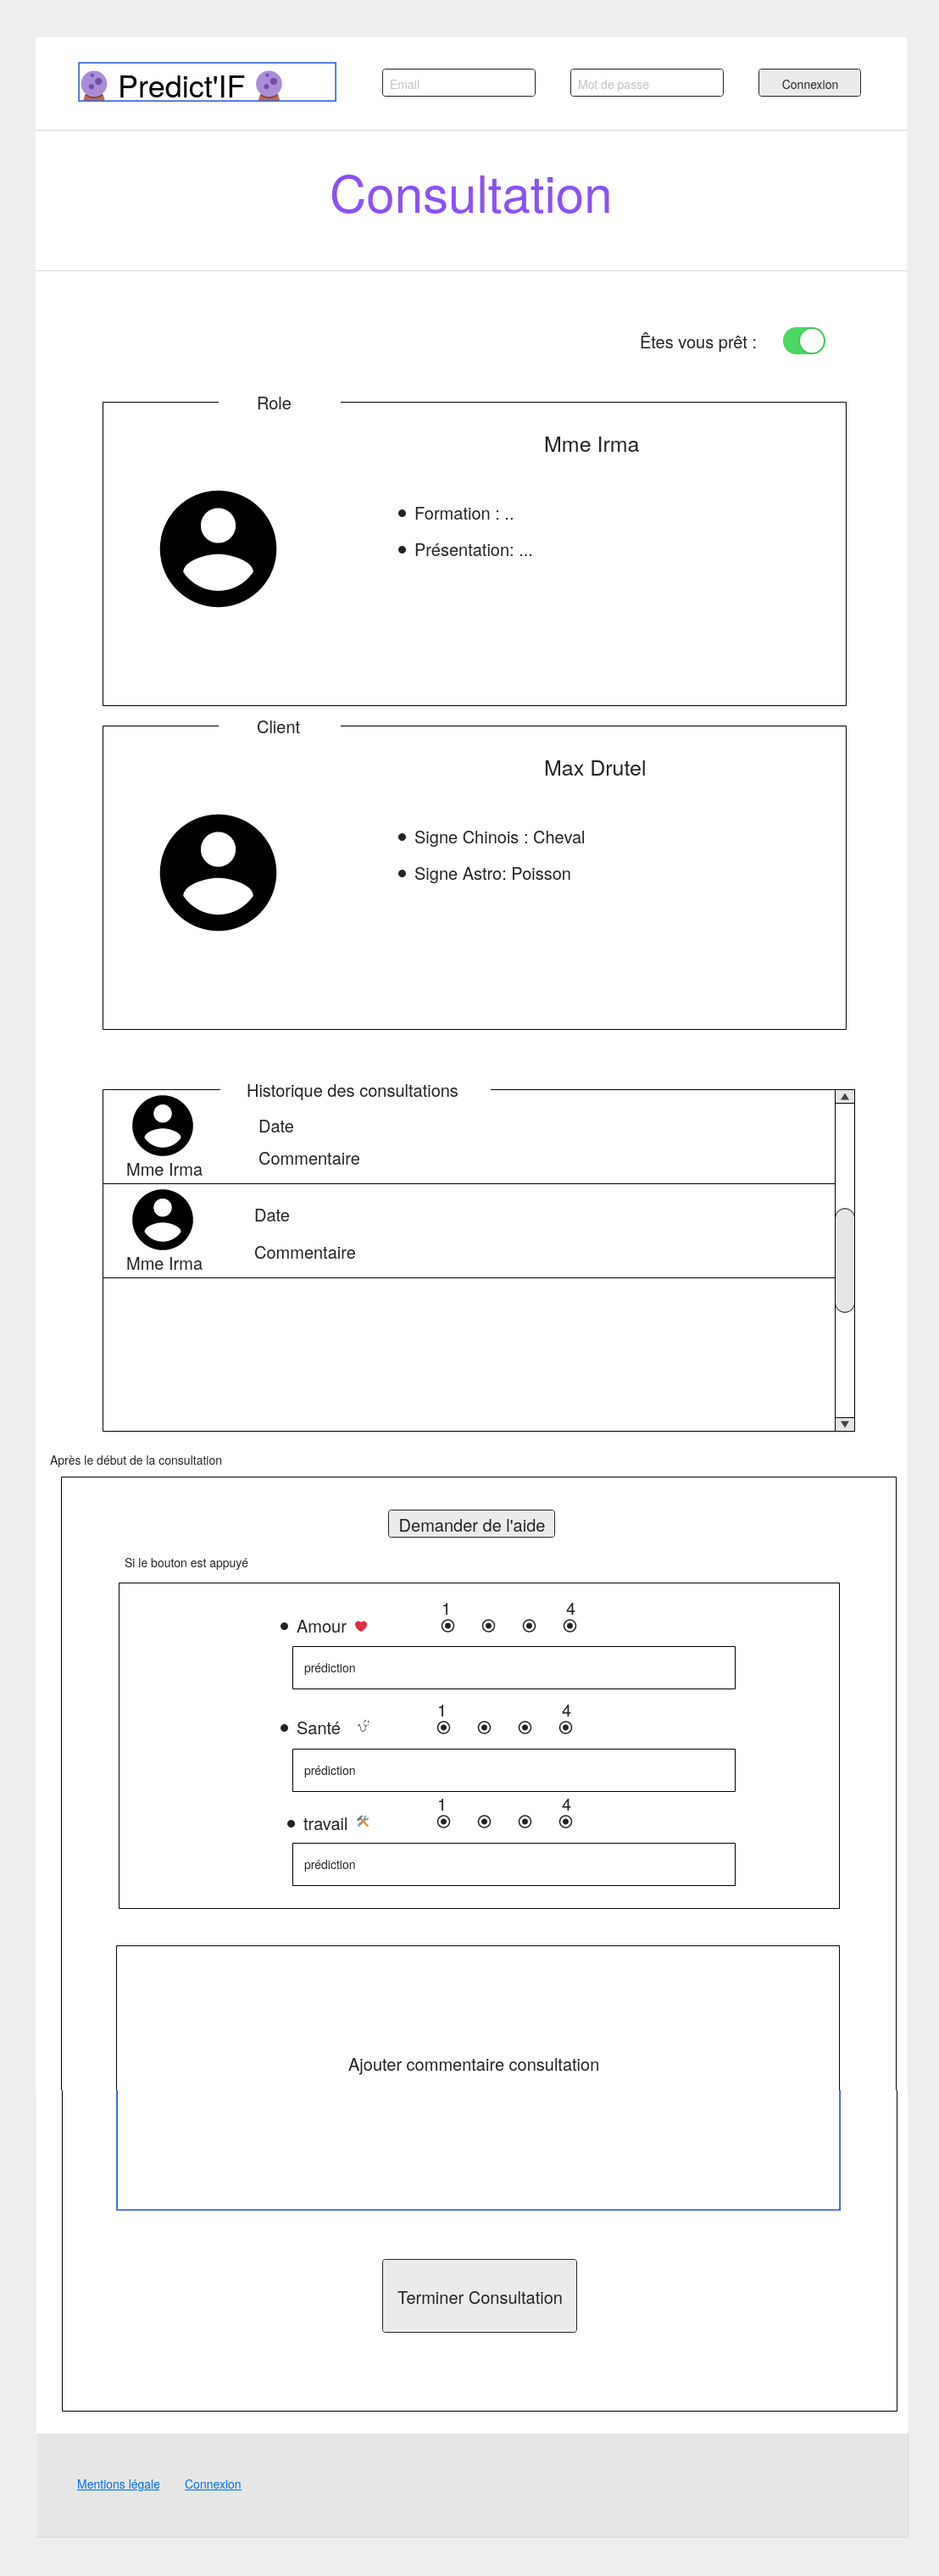 Predict'IF
Email
Mot de passe
Connexion
Consultation
Êtes vous prêt :
Role
Mme Irma
Formation : ..
Présentation: ...
Client
Max Drutel
Signe Chinois : Cheval
Signe Astro: Poisson
Historique des consultations
Date
Commentaire
Mme Irma
Date
Commentaire
Mme Irma
Après le début de la consultation
Demander de l'aide
Si le bouton est appuyé
1 4
Amour
prédiction
1 4
Santé
prédiction
1 4
travail
prédiction
Ajouter commentaire consultation
Terminer Consultation
Mentions légale Connexion